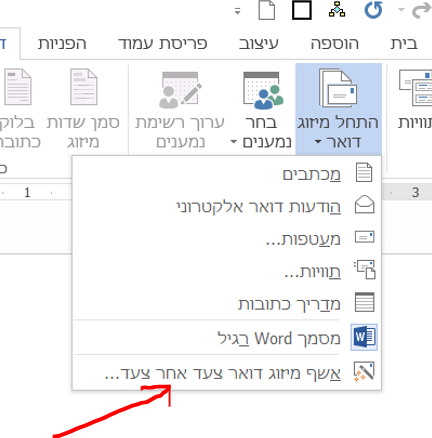 בית
הוספה
עיצוב
פריסת עמוד
הפניות
תוויות
התחל מיזוג
דואר
בחר
נמענים
ערוך רשימת
נמענים
סמן שדות
מיזוג
בלוק
כתובת
3
1
מכתבים
הודעות דואר אלקטרוני
מעטפות...
תוויות...
מדריך כתובות
מסמך Word רגיל
אשף מיזוג דואר צעד אחר צעד...